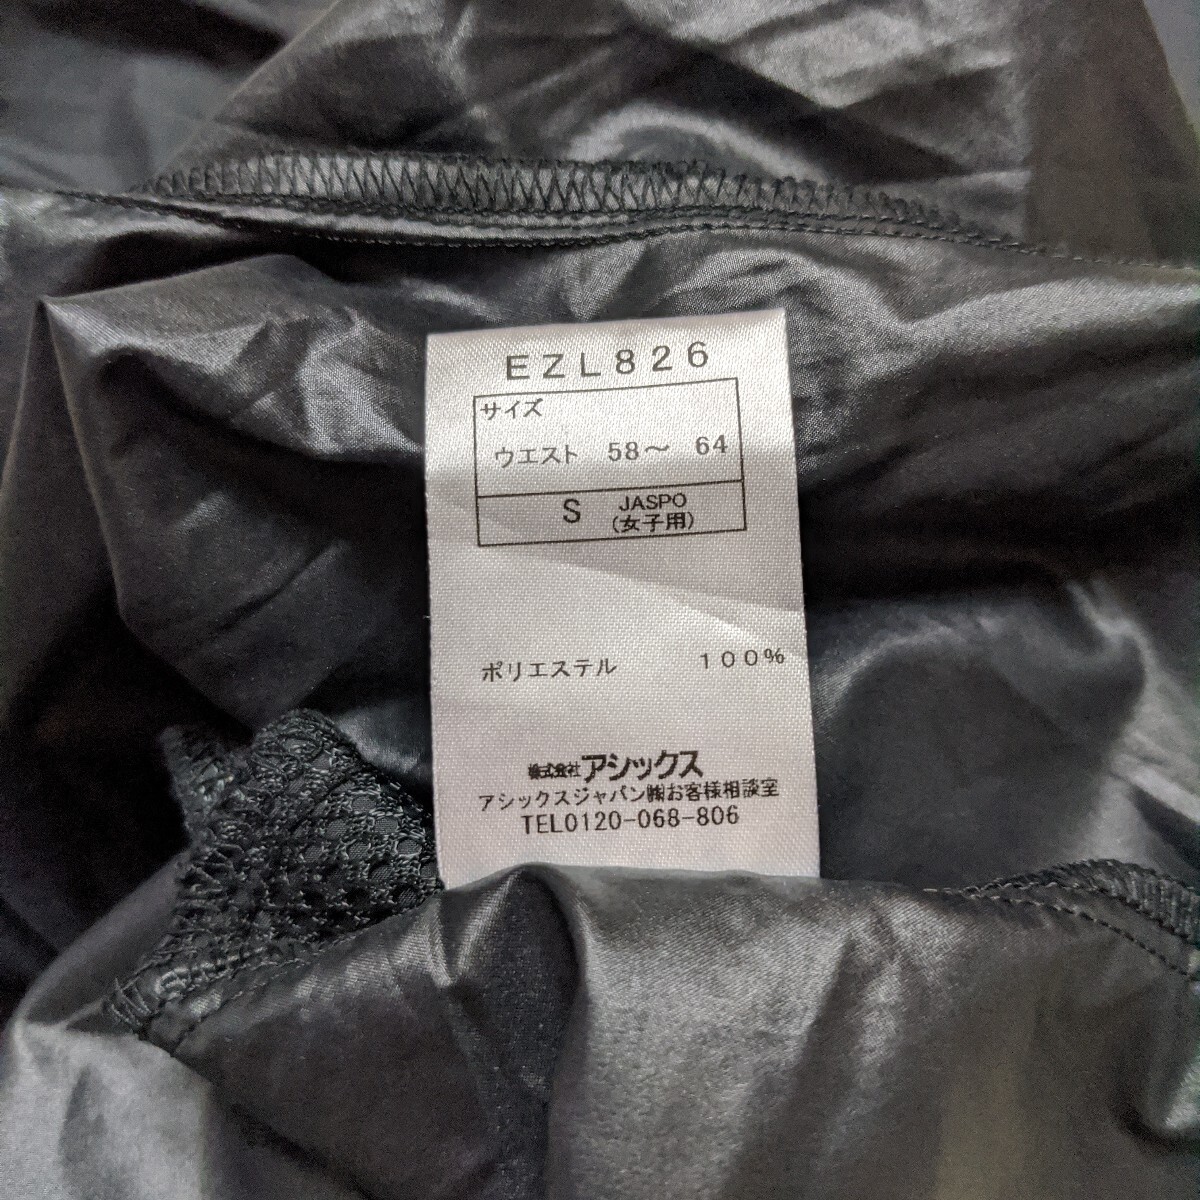 EZL826
サイズ
ウエスト 58～ 64
S JASPO
(女子用)
ポリエステル 100%
株式会社アシックス
アシックスジャパン㈱お客様相談室
TEL0120-068-806